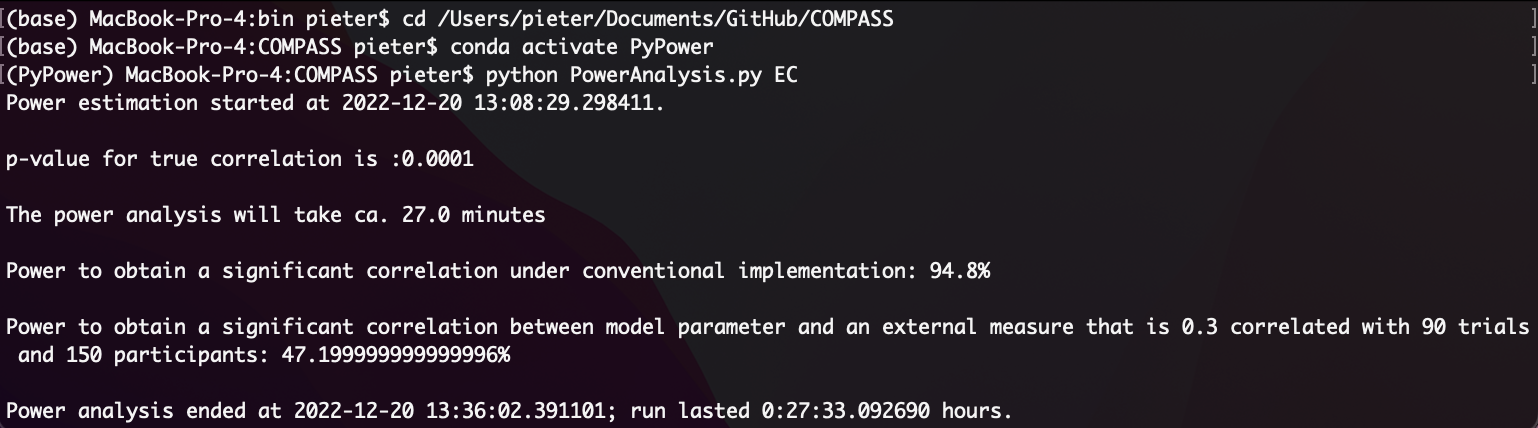 [(base) MacBook-Pro-4:bin pieter$ cd /Users/pieter/Documents/GitHub/COMPASS ]
[(base) MacBook-Pro-4:COMPASS pieter$ conda activate PyPower ]
[(PyPower) MacBook-Pro-4:COMPASS pieter$ python PowerAnalysis.py EC ]
Power estimation started at 2022-12-20 13:08:29.298411.
p-value for true correlation is :0.0001
The power analysis will take ca. 27.0 minutes
Power to obtain a significant correlation under conventional implementation: 94.8%
Power to obtain a significant correlation between model parameter and an external measure that is 0.3 correlated with 90 trials
and 150 participants: 47.199999999999996%
Power analysis ended at 2022-12-20 13:36:02.391101; run lasted 0:27:33.092690 hours.